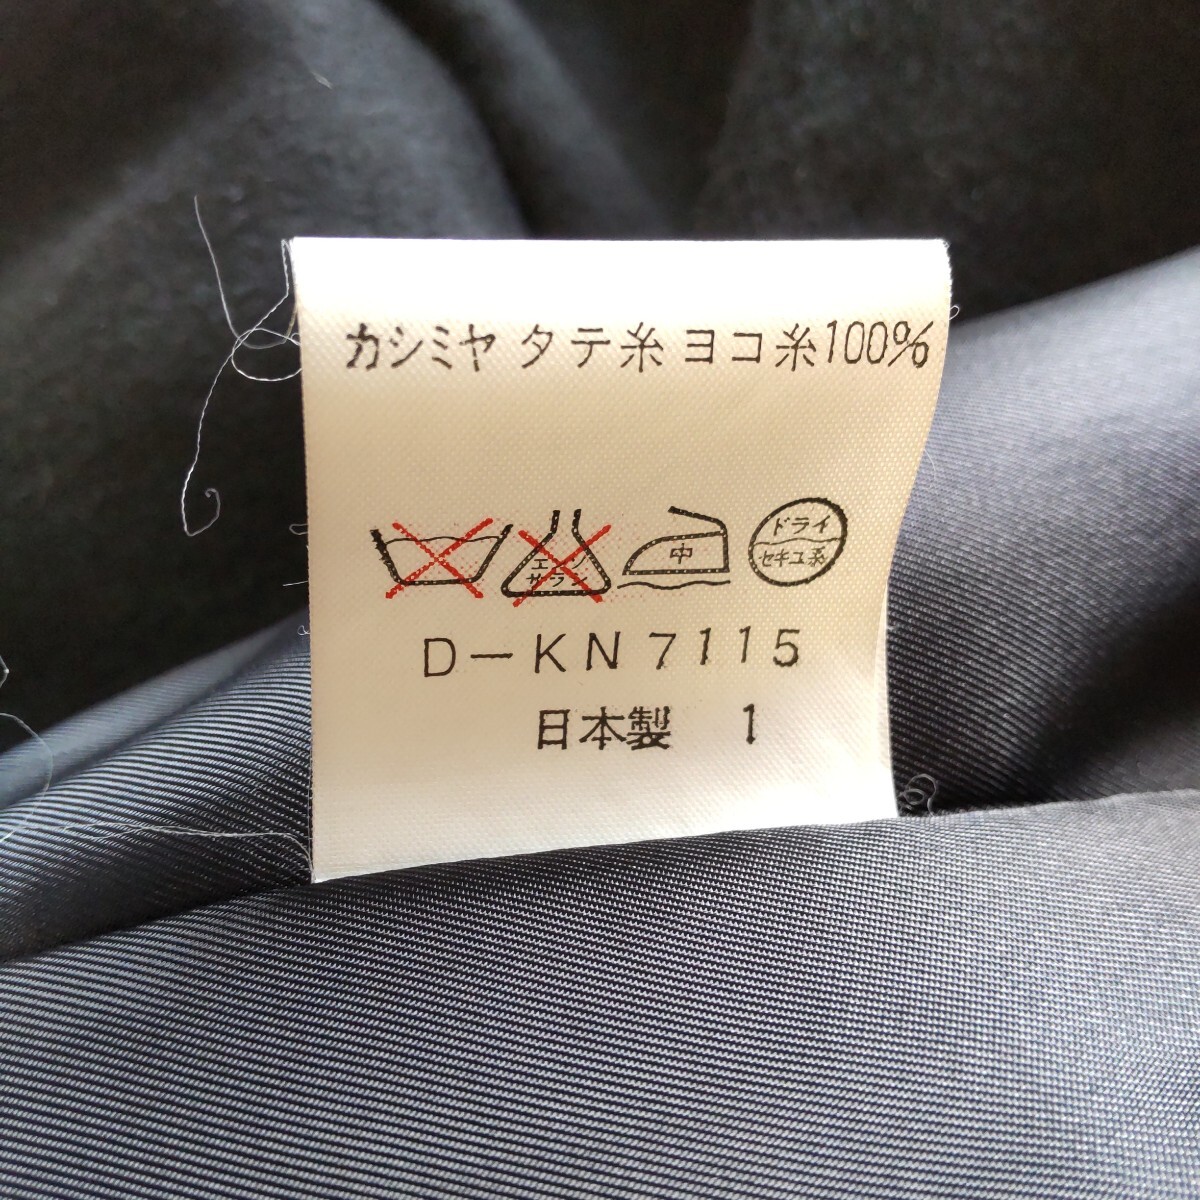 カシミヤ タテ糸 ヨコ糸100%
エンソ
サラシ
中
ドライ
セキユ系
D-KN7115
日本製 1